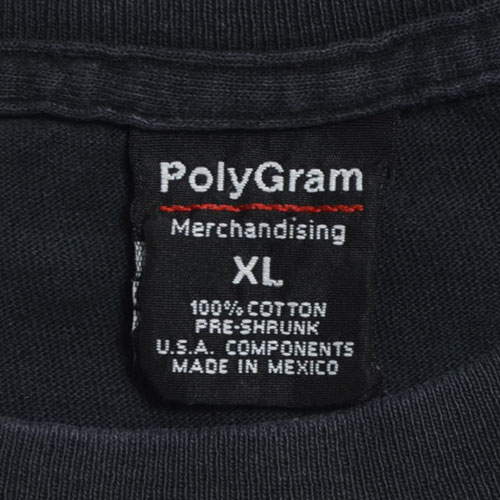 PolyGram
Merchandising
XL
100% COTTON
PRE-SHRUNK
U.S.A. COMPONENTS
MADE IN MEXICO